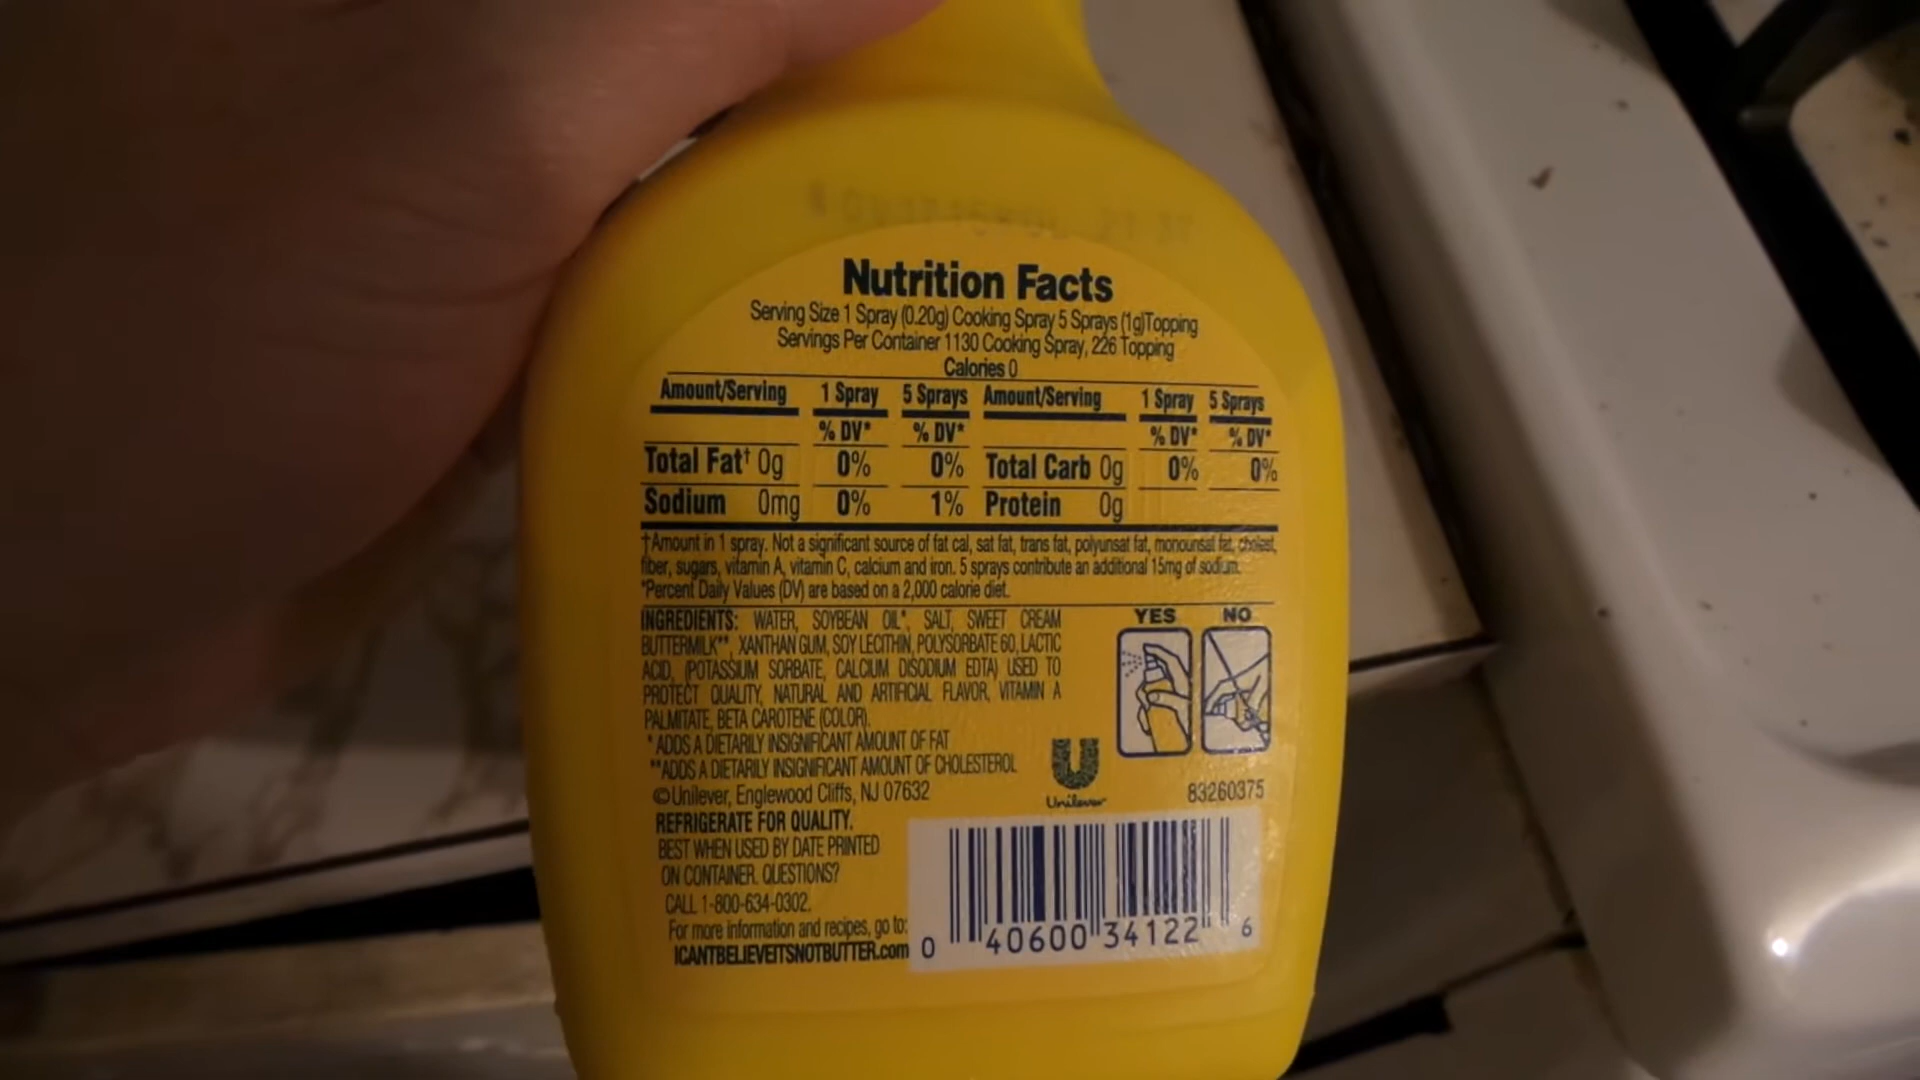 Nutrition Facts
Serving Size 1 Spray (0.20g) Cooking Spray 5 Sprays (1g)Topping
Servings Per Container 1130 Cooking Spray, 226 Topping
Calories 0
Amount/Serving 1 Spray 5 Sprays Amount/Serving 1 Spray 5 Sprays
% DV* % DV* % DV* % DV*
Total Fat† 0g 0% 0% Total Carb 0g 0% 0%
Sodium 0mg 0% 1% Protein 0g
†Amount in 1 spray. Not a significant source of fat cal, sat fat, trans fat, polyunsat fat, monounsat fat, cholest,
fiber, sugars, vitamin A, vitamin C, calcium and iron. 5 sprays contribute an additional 15mg of sodium.
*Percent Daily Values (DV) are based on a 2,000 calorie diet.
INGREDIENTS: WATER, SOYBEAN OIL*, SALT, SWEET CREAM
BUTTERMILK**, XANTHAN GUM, SOY LECITHIN, POLYSORBATE 60, LACTIC
ACID, (POTASSIUM SORBATE, CALCIUM DISODIUM EDTA) USED TO
PROTECT QUALITY, NATURAL AND ARTIFICIAL FLAVOR, VITAMIN A
PALMITATE, BETA CAROTENE (COLOR).
* ADDS A DIETARILY INSIGNIFICANT AMOUNT OF FAT
**ADDS A DIETARILY INSIGNIFICANT AMOUNT OF CHOLESTEROL
YES NO
©Unilever, Englewood Cliffs, NJ 07632
Unilever
83260375
REFRIGERATE FOR QUALITY.
BEST WHEN USED BY DATE PRINTED
ON CONTAINER. QUESTIONS?
CALL 1-800-634-0302.
For more information and recipes, go to:
ICANTBELIEVEITSNOTBUTTER.com
0 40600 34122 6